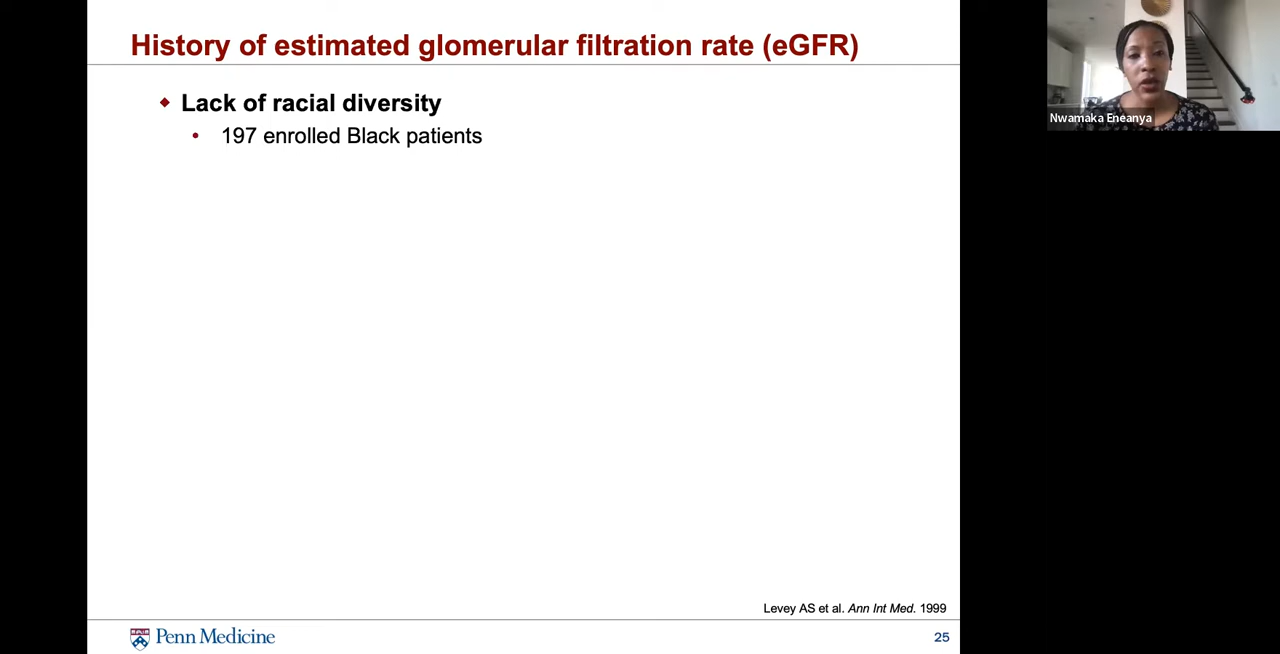 History of estimated glomerular filtration rate (eGFR)
Lack of racial diversity
197 enrolled Black patients
Nwamaka Eneanya
Levey AS et al. Ann Int Med. 1999
Penn Medicine
25